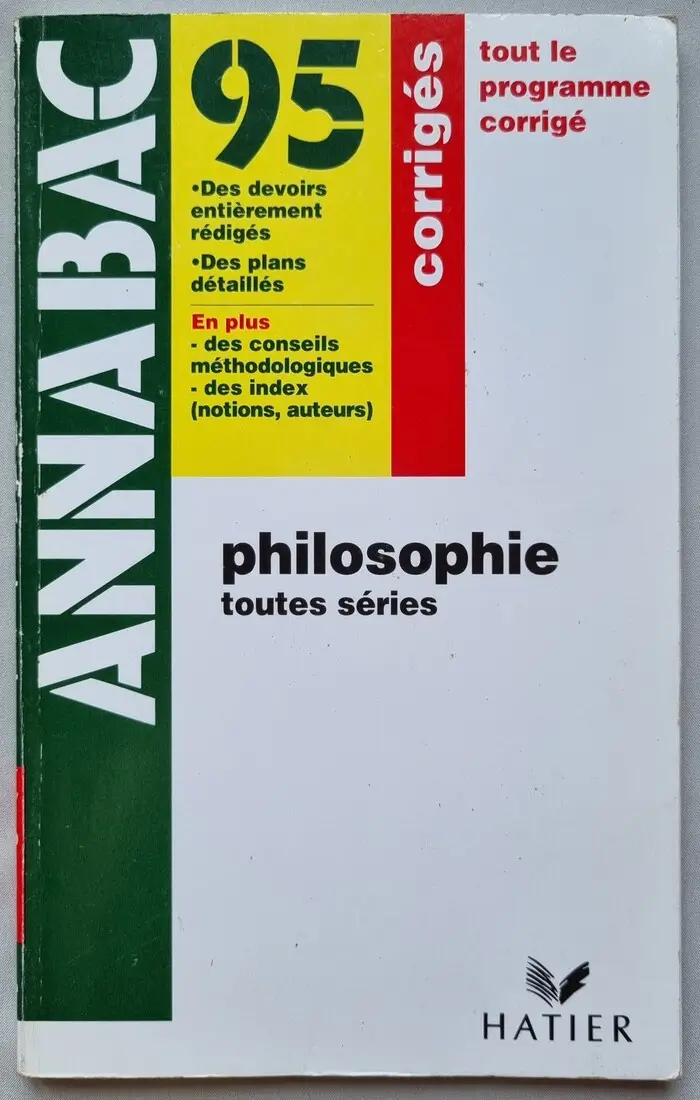 ANNABAC
95
•Des devoirs
entièrement
rédigés
•Des plans
détaillés
En plus
- des conseils
méthodologiques
- des index
(notions, auteurs)
corrigés
tout le
programme
corrigé
philosophie
toutes séries
HATIER